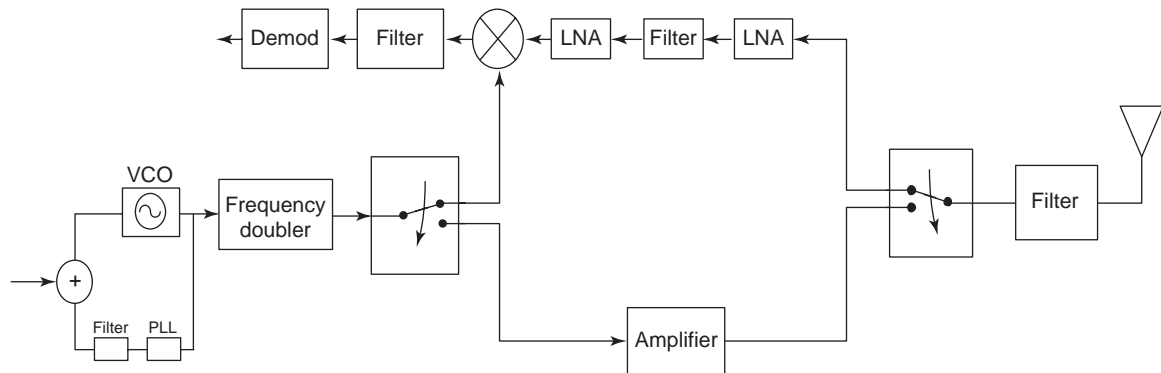 Demod
Filter
LNA
Filter
LNA
VCO
Frequency
doubler
Filter
+
Filter
PLL
Amplifier